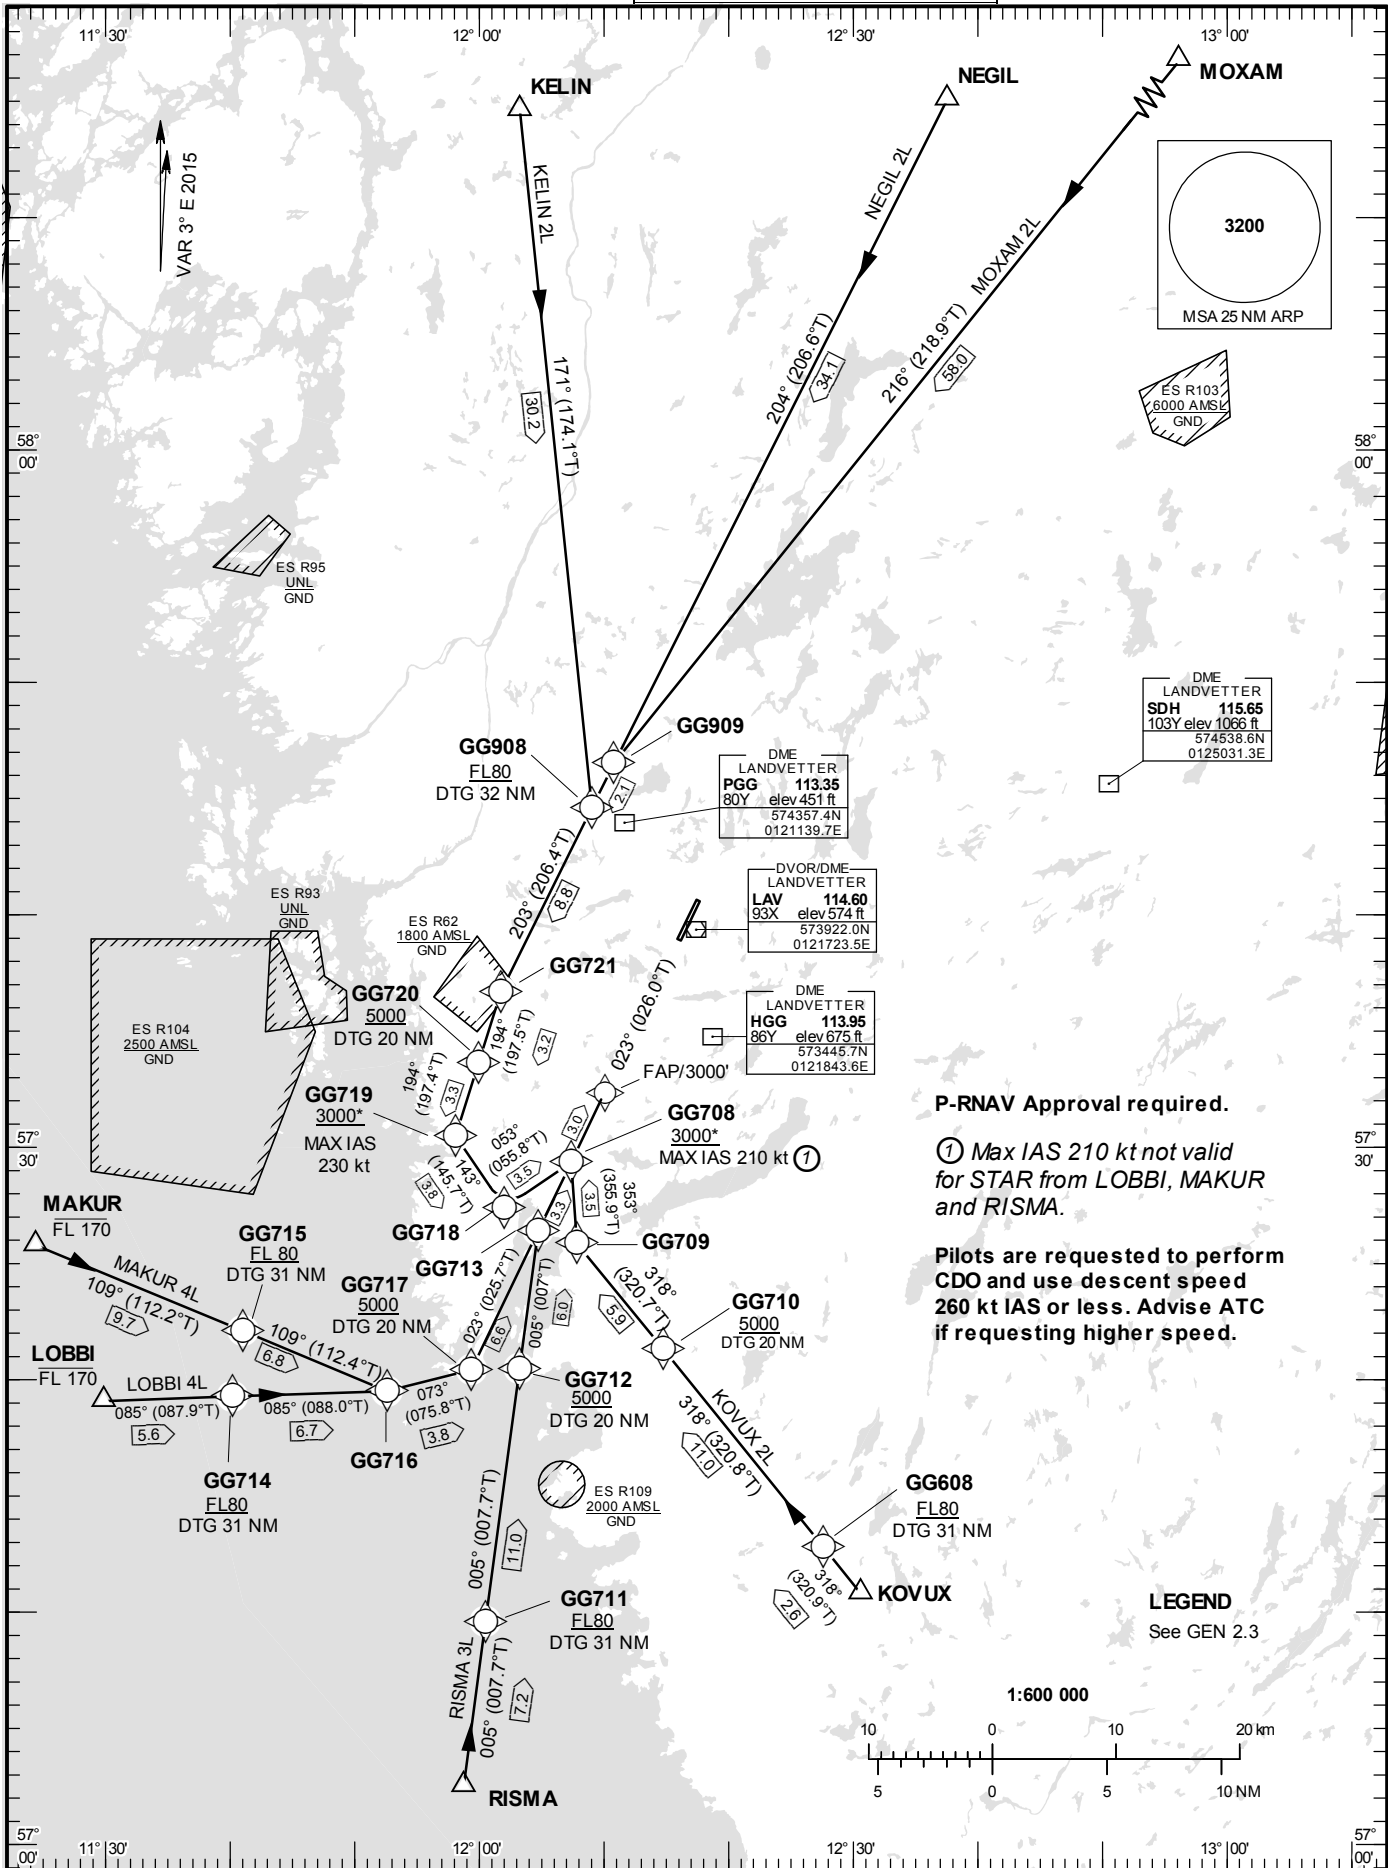 11° 30'
12° 00'
12° 30'
13° 00'
KELIN
NEGIL
MOXAM
VAR 3° E 2015
KELIN 2L
NEGIL 2L
MOXAM 2L
3200
MSA 25 NM ARP
171° (174.1°T)
30.2
204° (206.6°T)
34.1
216° (218.9°T)
58.0
ES R103
6000 AMSL
GND
58°
00'
58°
00'
ES R95
UNL
GND
DME
LANDVETTER
SDH 115.65
103Y elev 1066 ft
574538.6N
0125031.3E
GG909
GG908
FL80
DTG 32 NM
2.1
DME
LANDVETTER
PGG 113.35
80Y elev 451 ft
574357.4N
0121139.7E
203° (206.4°T)
8.8
DVOR/DME
LANDVETTER
LAV 114.60
93X elev 574 ft
573922.0N
0121723.5E
ES R93
UNL
GND
ES R62
1800 AMSL
GND
GG721
GG720
5000
DTG 20 NM
194°
(197.5°T)
3.2
023° (026.0°T)
DME
LANDVETTER
HGG 113.95
86Y elev 675 ft
573445.7N
0121843.6E
ES R104
2500 AMSL
GND
194°
(197.4°T)
3.3
FAP/3000'
GG719
3000*
MAX IAS
230 kt
3.0
GG708
3000*
MAX IAS 210 kt ①
053°
(055.8°T)
3.5
143°
(145.7°T)
3.8
353°
(355.9°T)
3.5
3.3
57°
30'
57°
30'
P-RNAV Approval required.
① Max IAS 210 kt not valid
for STAR from LOBBI, MAKUR
and RISMA.
Pilots are requested to perform
CDO and use descent speed
260 kt IAS or less. Advise ATC
if requesting higher speed.
MAKUR
FL 170
GG718
GG713
GG709
GG715
FL 80
DTG 31 NM
MAKUR 4L
109° (112.2°T)
9.7
GG717
5000
DTG 20 NM
023° (025.7°T)
6.6
005° (007°T)
6.0
318°
(320.7°T)
5.9
GG710
5000
DTG 20 NM
109° (112.4°T)
6.8
LOBBI
FL 170
LOBBI 4L
085° (087.9°T)
5.6
085° (088.0°T)
6.7
073°
(075.8°T)
3.8
GG716
GG712
5000
DTG 20 NM
KOVUX 2L
318° (320.8°T)
11.0
GG714
FL80
DTG 31 NM
ES R109
2000 AMSL
GND
GG608
FL80
DTG 31 NM
005° (007.7°T)
11.0
318°
(320.9°T)
2.6
KOVUX
GG711
FL80
DTG 31 NM
RISMA 3L
005° (007.7°T)
7.2
RISMA
LEGEND
See GEN 2.3
1:600 000
10 0 10 20 km
5 0 5 10 NM
57°
00'
57°
00'
11° 30'
12° 00'
12° 30'
13° 00'